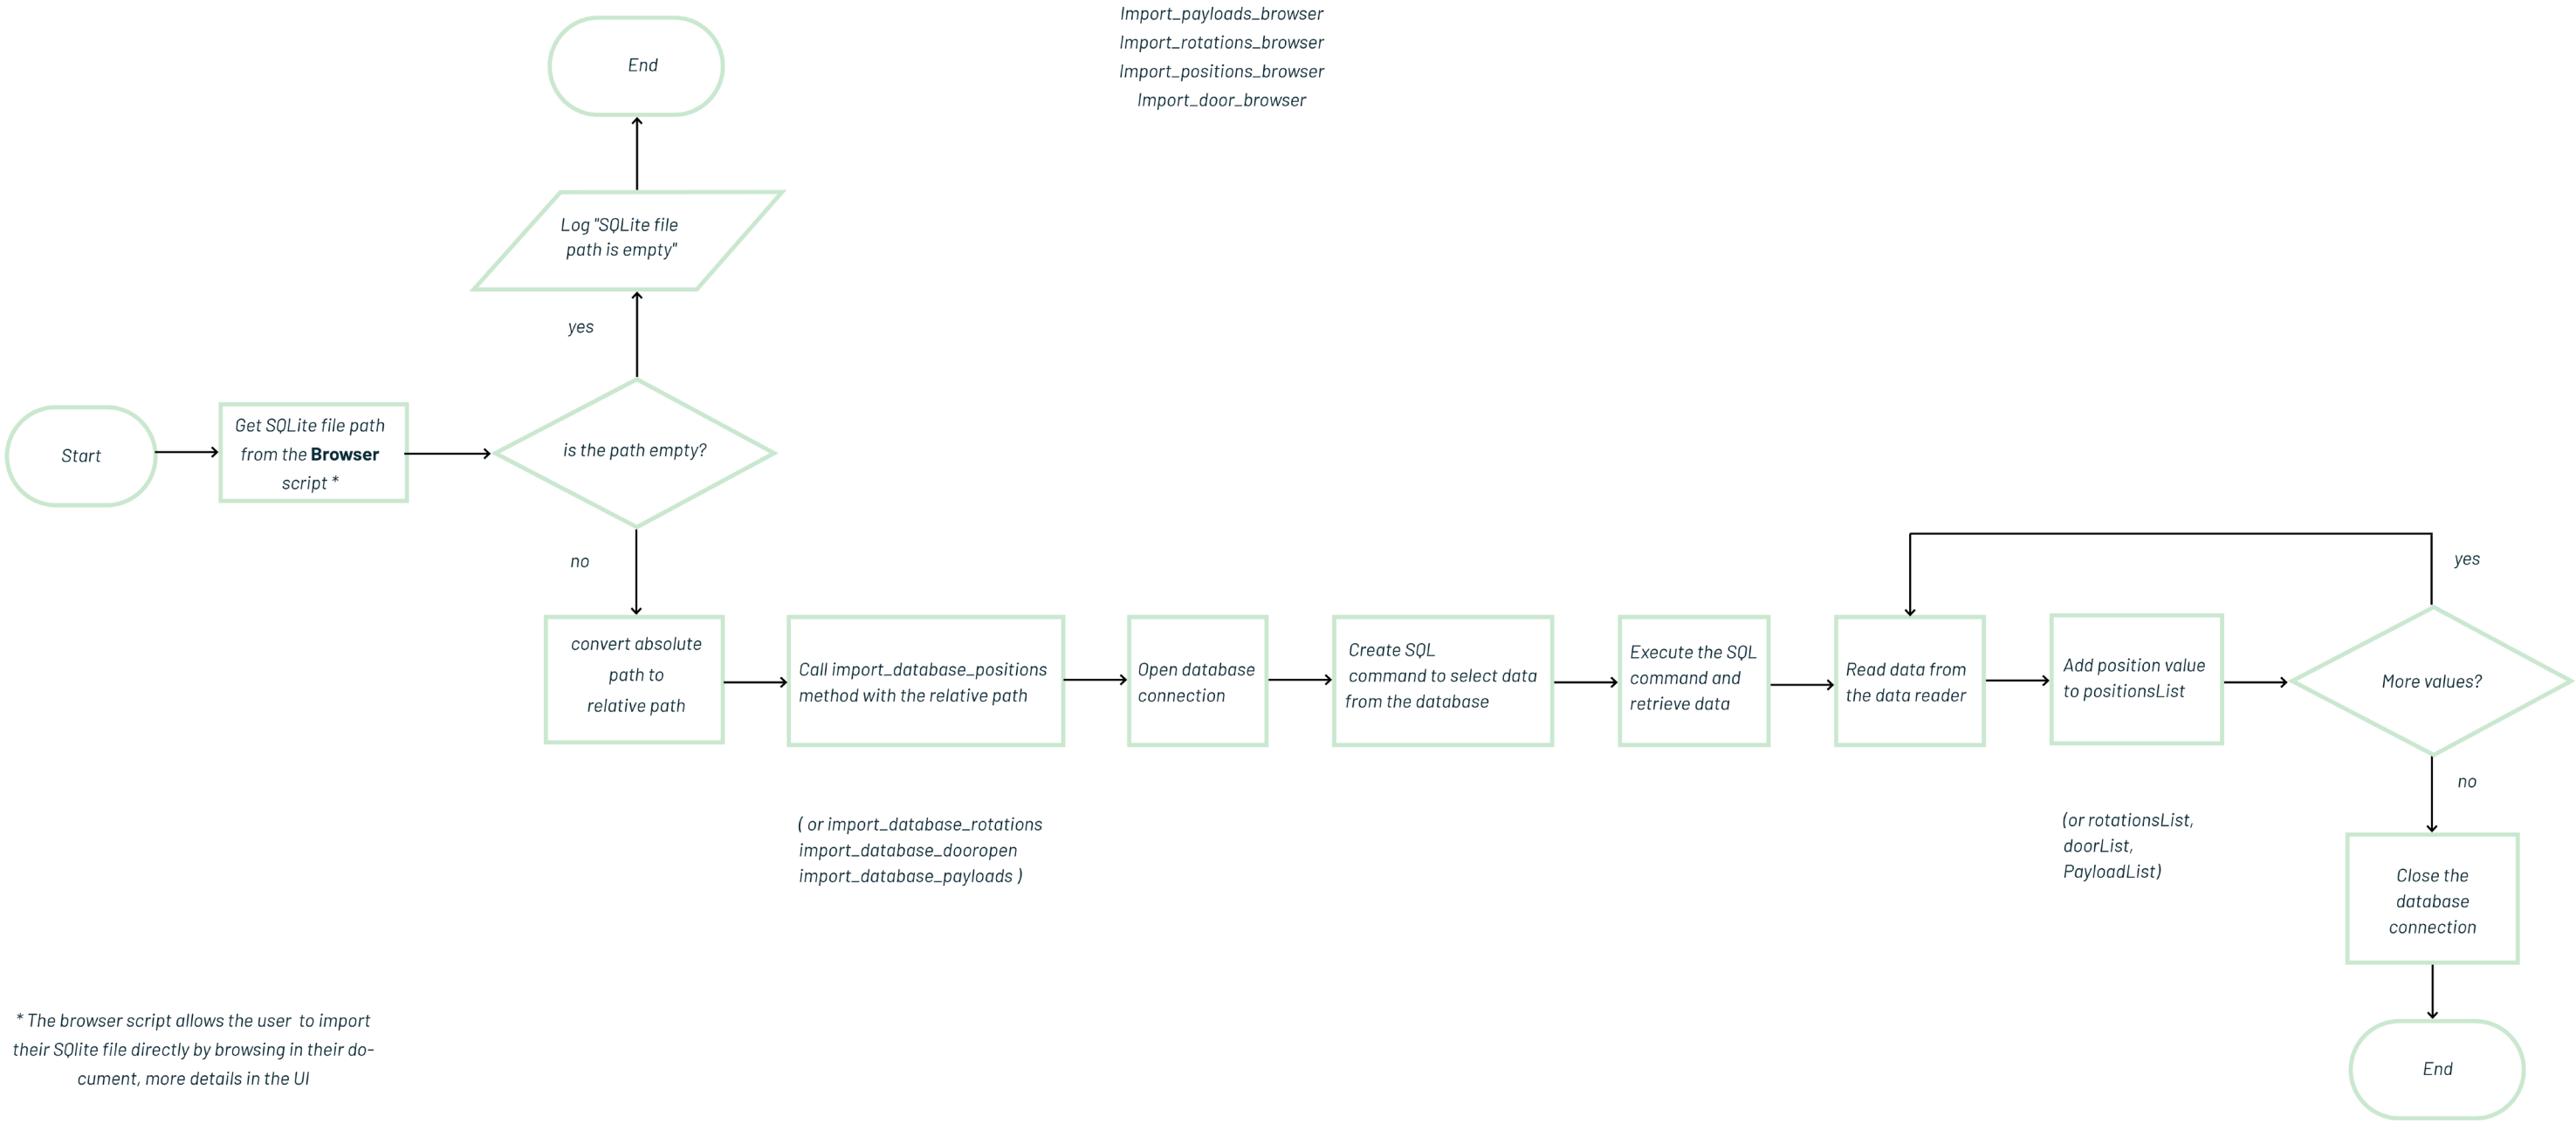 Import_payloads_browser
Import_rotations_browser
Import_positions_browser
Import_door_browser
End
Log "SQLite file
path is empty"
yes
Start
Get SQLite file path
from the Browser
script *
is the path empty?
no
convert absolute
path to
relative path
Call import_database_positions
method with the relative path
( or import_database_rotations
import_database_dooropen
import_database_payloads )
Open database
connection
Create SQL
command to select data
from the database
Execute the SQL
command and
retrieve data
Read data from
the data reader
Add position value
to positionsList
(or rotationsList,
doorList,
PayloadList)
More values?
yes
no
Close the
database
connection
End
* The browser script allows the user to import
their SQlite file directly by browsing in their do-
cument, more details in the UI